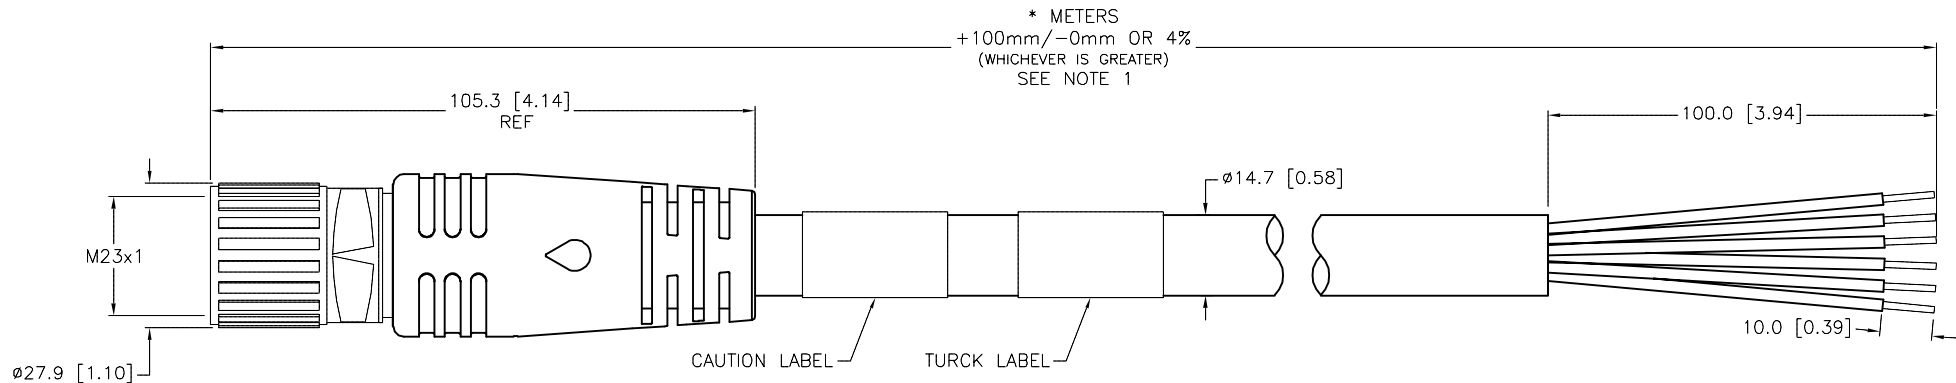 * METERS
+100mm/-0mm OR 4%
(WHICHEVER IS GREATER)
SEE NOTE 1
105.3 [4.14]
REF
100.0 [3.94]
ø14.7 [0.58]
M23x1
10.0 [0.39]
CAUTION LABEL
TURCK LABEL
ø27.9 [1.10]